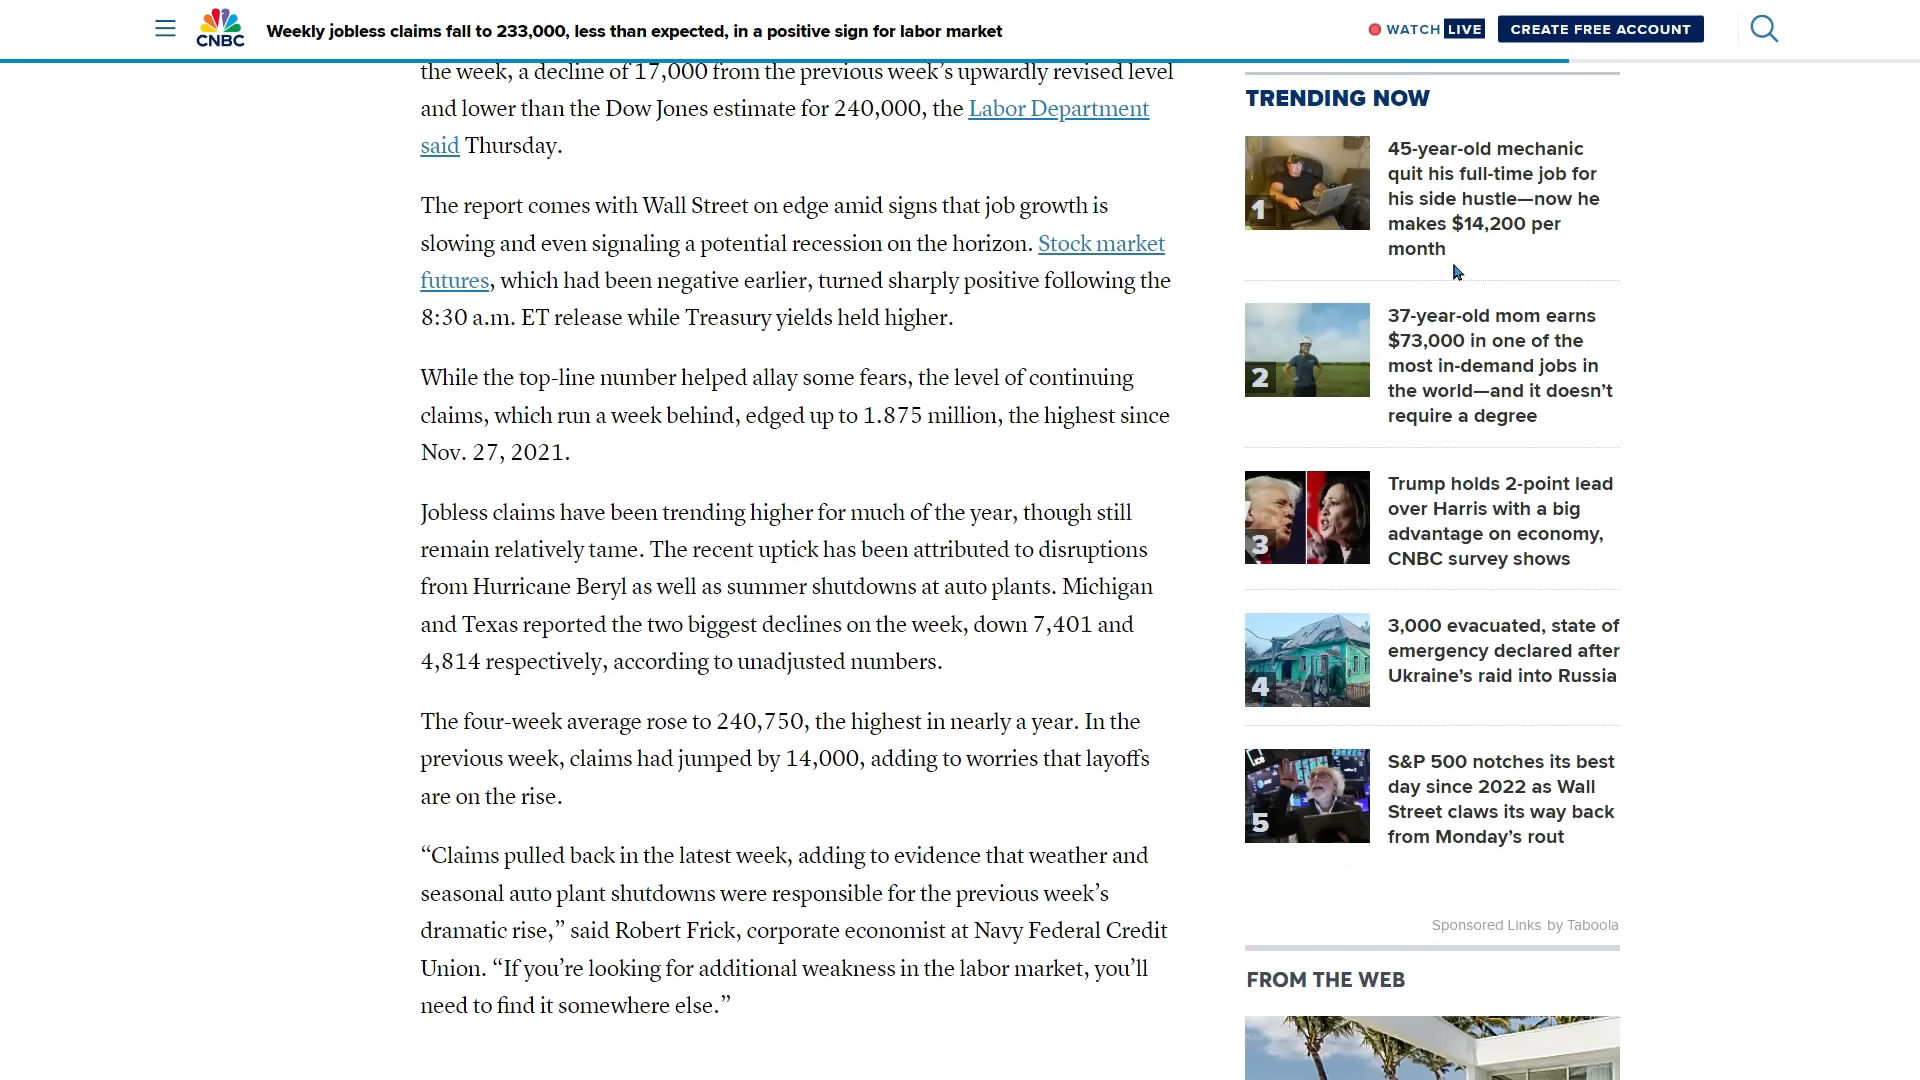 CNBC
Weekly jobless claims fall to 233,000, less than expected, in a positive sign for labor market
WATCH LIVE
CREATE FREE ACCOUNT
the week, a decline of 17,000 from the previous week’s upwardly revised level
and lower than the Dow Jones estimate for 240,000, the Labor Department
said Thursday.
The report comes with Wall Street on edge amid signs that job growth is
slowing and even signaling a potential recession on the horizon. Stock market
futures, which had been negative earlier, turned sharply positive following the
8:30 a.m. ET release while Treasury yields held higher.
While the top-line number helped allay some fears, the level of continuing
claims, which run a week behind, edged up to 1.875 million, the highest since
Nov. 27, 2021.
Jobless claims have been trending higher for much of the year, though still
remain relatively tame. The recent uptick has been attributed to disruptions
from Hurricane Beryl as well as summer shutdowns at auto plants. Michigan
and Texas reported the two biggest declines on the week, down 7,401 and
4,814 respectively, according to unadjusted numbers.
The four-week average rose to 240,750, the highest in nearly a year. In the
previous week, claims had jumped by 14,000, adding to worries that layoffs
are on the rise.
“Claims pulled back in the latest week, adding to evidence that weather and
seasonal auto plant shutdowns were responsible for the previous week’s
dramatic rise,” said Robert Frick, corporate economist at Navy Federal Credit
Union. “If you’re looking for additional weakness in the labor market, you’ll
need to find it somewhere else.”
TRENDING NOW
1
45-year-old mechanic
quit his full-time job for
his side hustle—now he
makes $14,200 per
month
2
37-year-old mom earns
$73,000 in one of the
most in-demand jobs in
the world—and it doesn’t
require a degree
3
Trump holds 2-point lead
over Harris with a big
advantage on economy,
CNBC survey shows
4
3,000 evacuated, state of
emergency declared after
Ukraine’s raid into Russia
5
S&P 500 notches its best
day since 2022 as Wall
Street claws its way back
from Monday’s rout
Sponsored Links by Taboola
FROM THE WEB